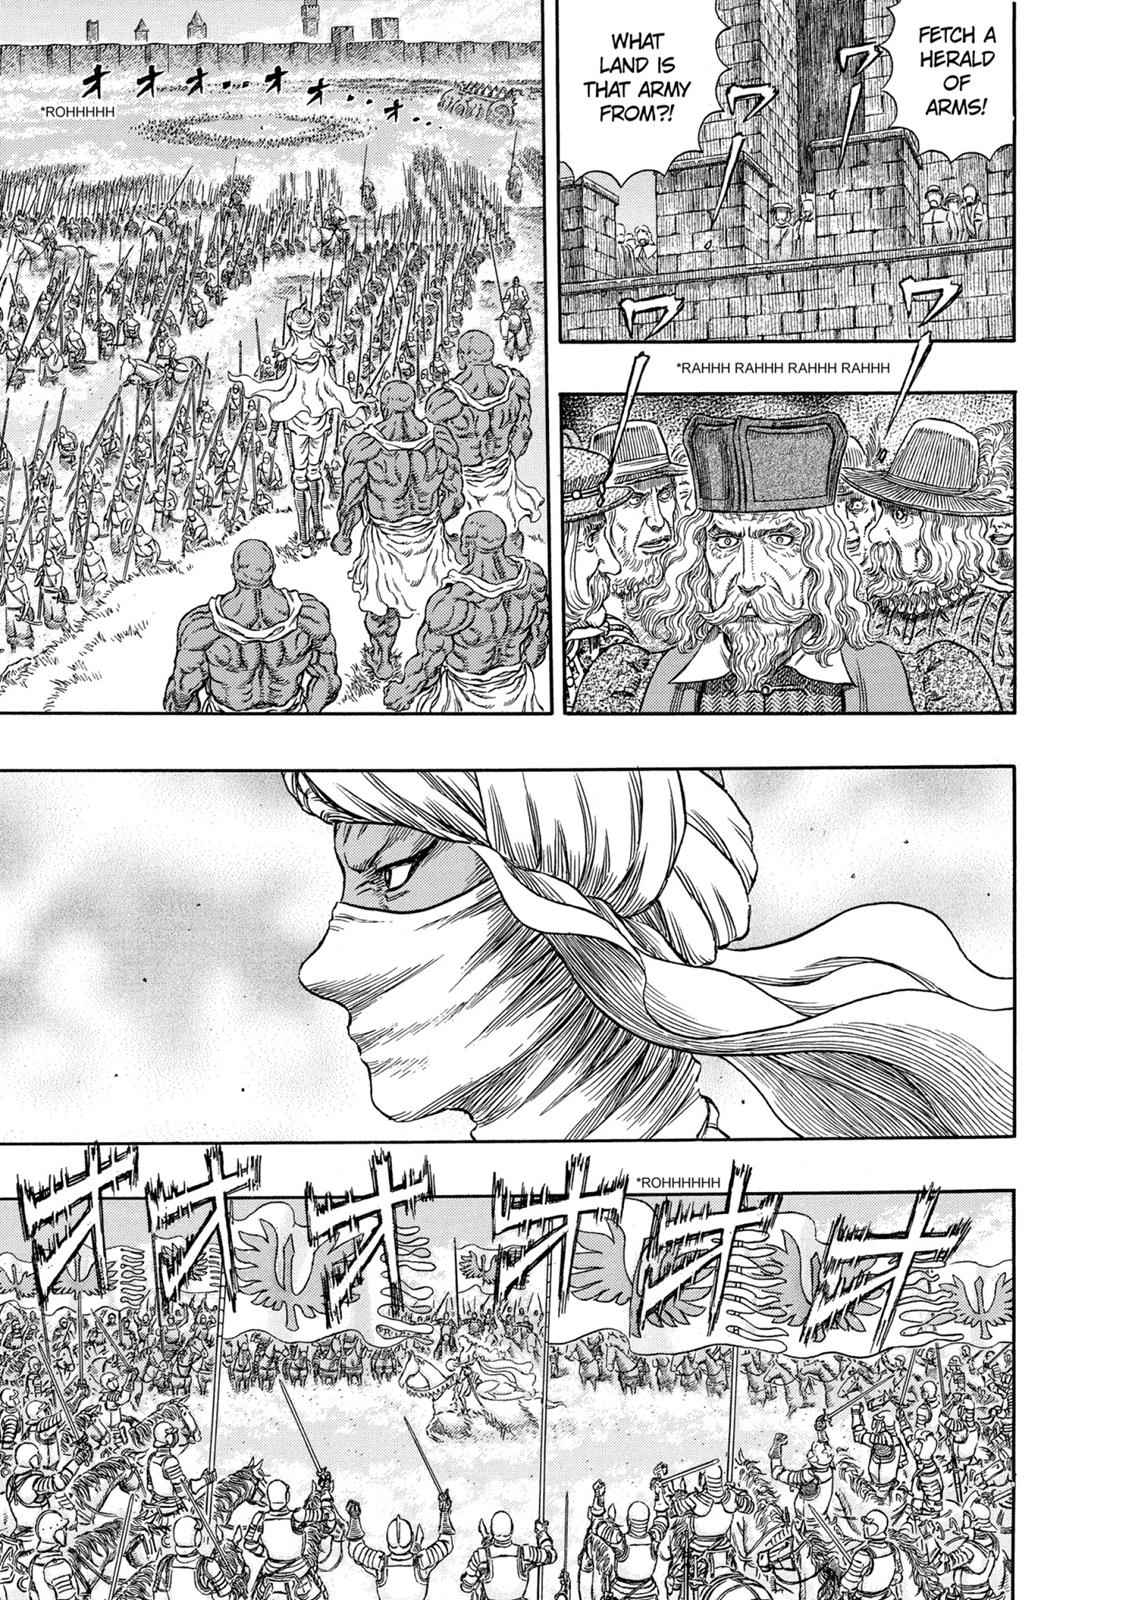 FETCH A
HERALD
OF
ARMS!
WHAT
LAND IS
THAT ARMY
FROM?!
ワ
ワ
ワ
ワ
*RAHHH RAHHH RAHHH RAHHH
オ オ オ…オ オ…オ…
*ROHHHHH
*ROHHHHHH
オオオオオオ